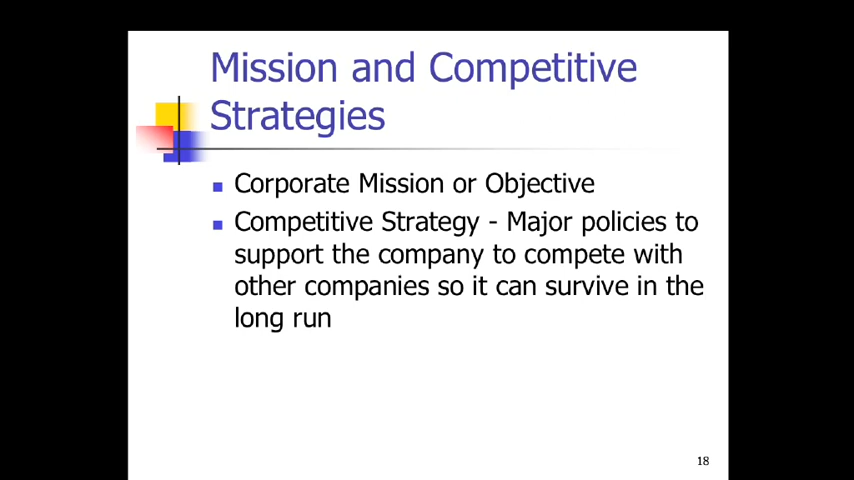 Mission and Competitive
Strategies
Corporate Mission or Objective
Competitive Strategy - Major policies to
support the company to compete with
other companies so it can survive in the
long run
18